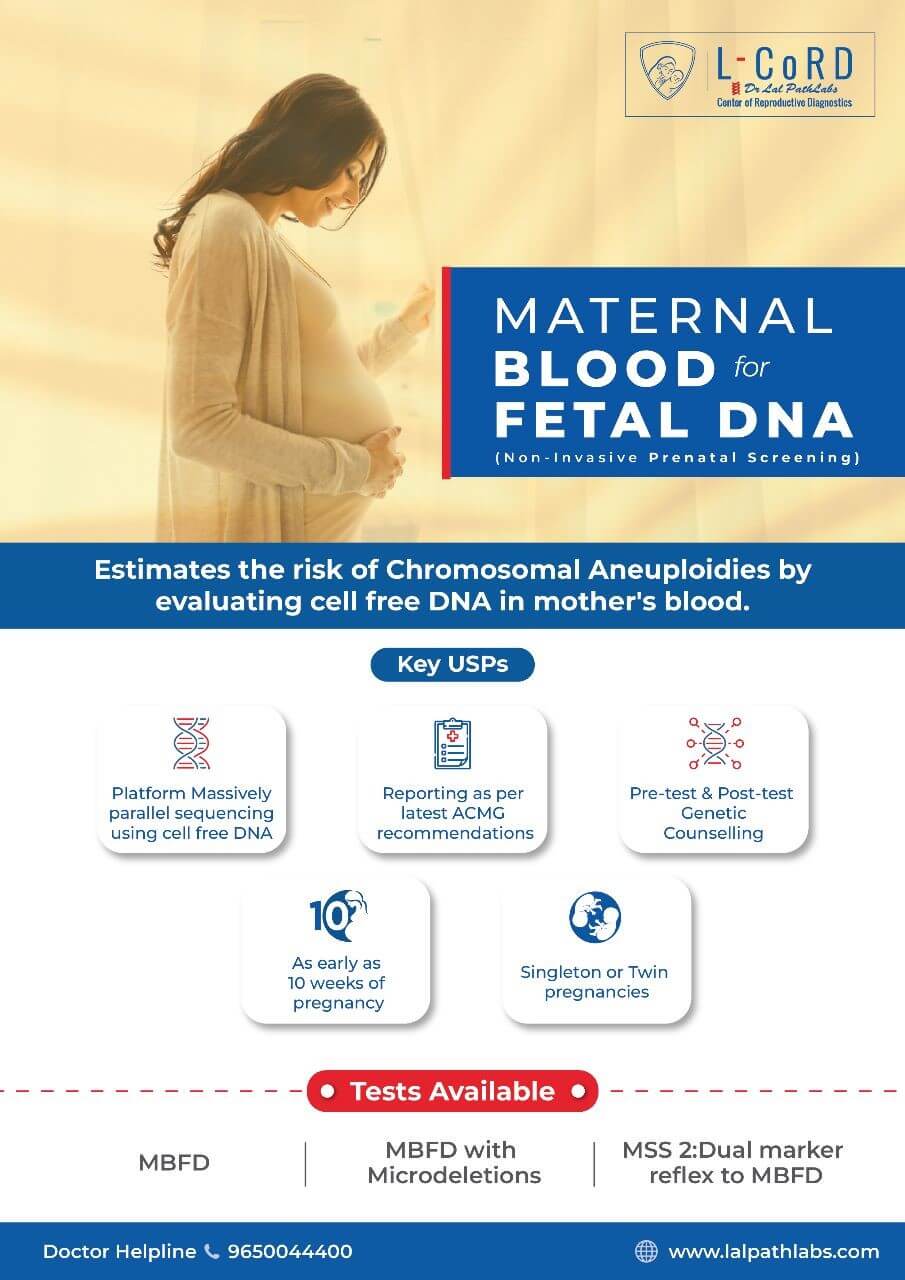 L-CoRD
Dr Lal PathLabs
Center of Reproductive Diagnostics
MATERNAL
BLOOD for
FETAL DNA
(Non-Invasive Prenatal Screening)
Estimates the risk of Chromosomal Aneuploidies by
evaluating cell free DNA in mother's blood.
Key USPs
Platform Massively
parallel sequencing
using cell free DNA
Reporting as per
latest ACMG
recommendations
Pre-test & Post-test
Genetic
Counselling
10
As early as
10 weeks of
pregnancy
Singleton or Twin
pregnancies
Tests Available
MBFD
MBFD with
Microdeletions
MSS 2:Dual marker
reflex to MBFD
Doctor Helpline 9650044400
www.lalpathlabs.com